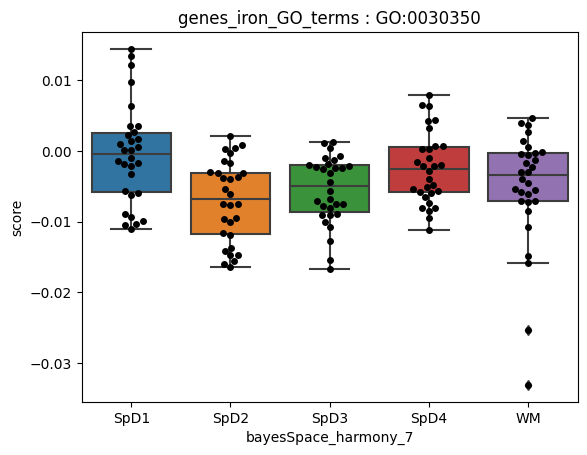 genes_iron_GO_terms : GO:0030350
score
0.01
0.00
−0.01
−0.02
−0.03
SpD1 SpD2 SpD3 SpD4 WM
bayesSpace_harmony_7